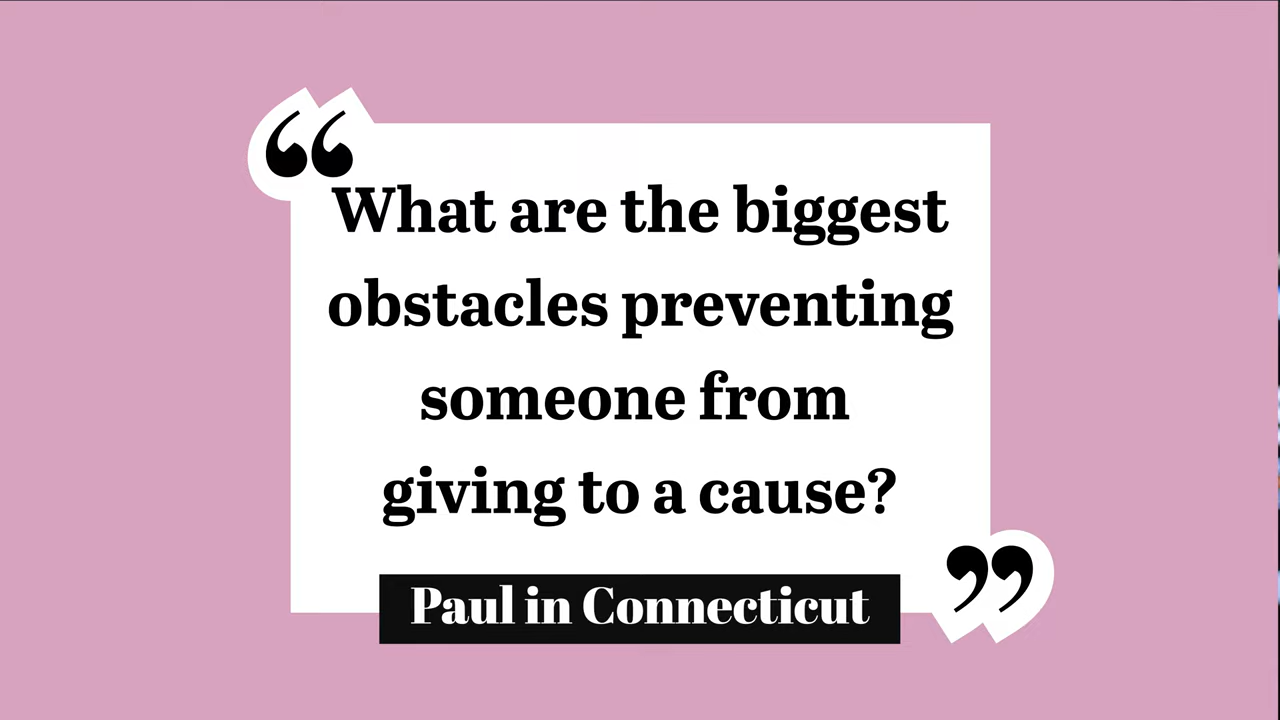 “
What are the biggest
obstacles preventing
someone from
giving to a cause?
”
Paul in Connecticut